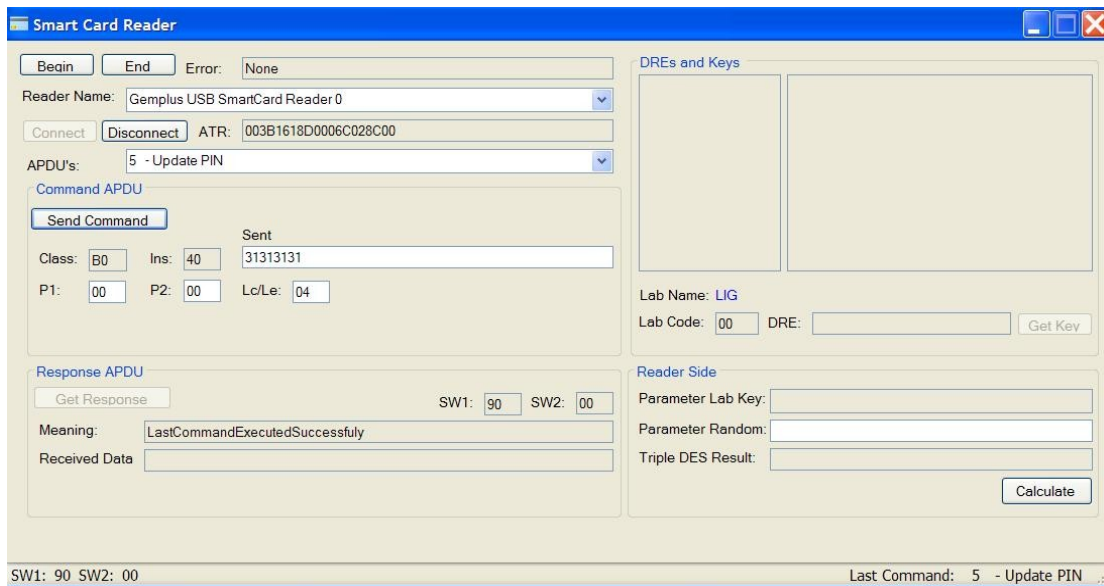 Smart Card Reader
Begin End Error: None
Reader Name: Gemplus USB SmartCard Reader 0
Connect Disconnect ATR: 003B1618D0006C028C00
APDU's: 5 - Update PIN
Command APDU
Send Command
Sent
Class: B0 Ins: 40 31313131
P1: 00 P2: 00 Lc/Le: 04
Response APDU
Get Response SW1: 90 SW2: 00
Meaning: LastCommandExecutedSuccessfuly
Received Data
DREs and Keys
Lab Name: LIG
Lab Code: 00 DRE: Get Key
Reader Side
Parameter Lab Key:
Parameter Random:
Triple DES Result:
Calculate
SW1: 90 SW2: 00 Last Command: 5 - Update PIN